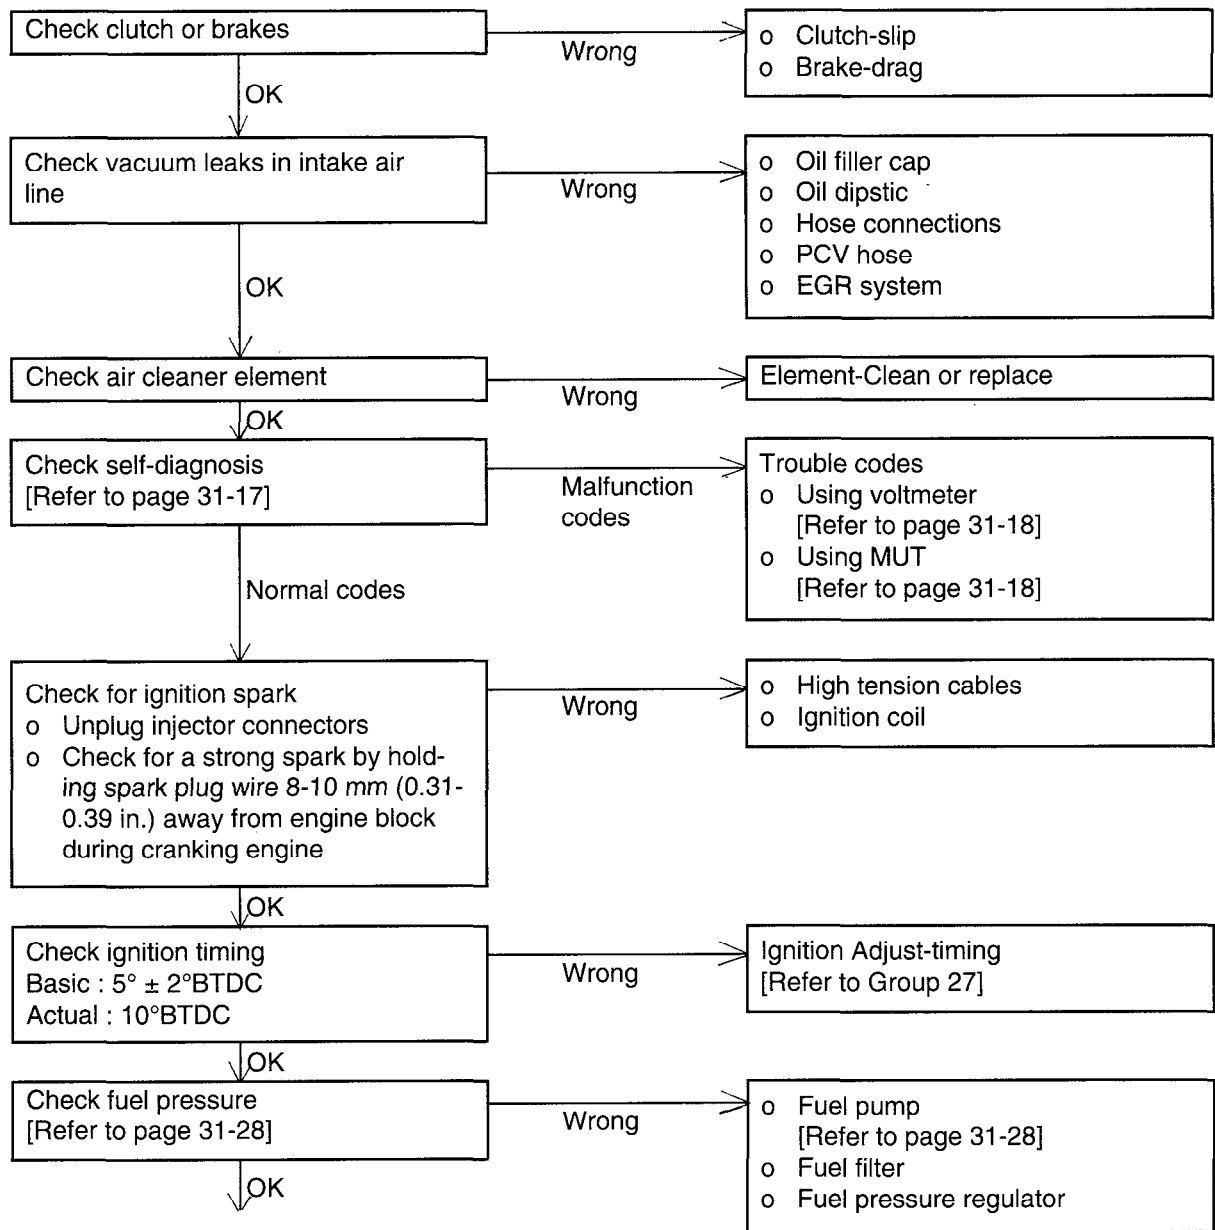 Check clutch or brakes
Wrong
o Clutch-slip
o Brake-drag
OK
Check vacuum leaks in intake air
line
Wrong
o Oil filler cap
o Oil dipstic
o Hose connections
o PCV hose
o EGR system
OK
Check air cleaner element
Wrong
Element-Clean or replace
OK
Check self-diagnosis
[Refer to page 31-17]
Malfunction
codes
Trouble codes
o Using voltmeter
[Refer to page 31-18]
o Using MUT
[Refer to page 31-18]
Normal codes
Check for ignition spark
o Unplug injector connectors
o Check for a strong spark by hold-
ing spark plug wire 8-10 mm (0.31-
0.39 in.) away from engine block
during cranking engine
Wrong
o High tension cables
o Ignition coil
OK
Check ignition timing
Basic : 5° ± 2°BTDC
Actual : 10°BTDC
Wrong
Ignition Adjust-timing
[Refer to Group 27]
OK
Check fuel pressure
[Refer to page 31-28]
Wrong
o Fuel pump
[Refer to page 31-28]
o Fuel filter
o Fuel pressure regulator
OK